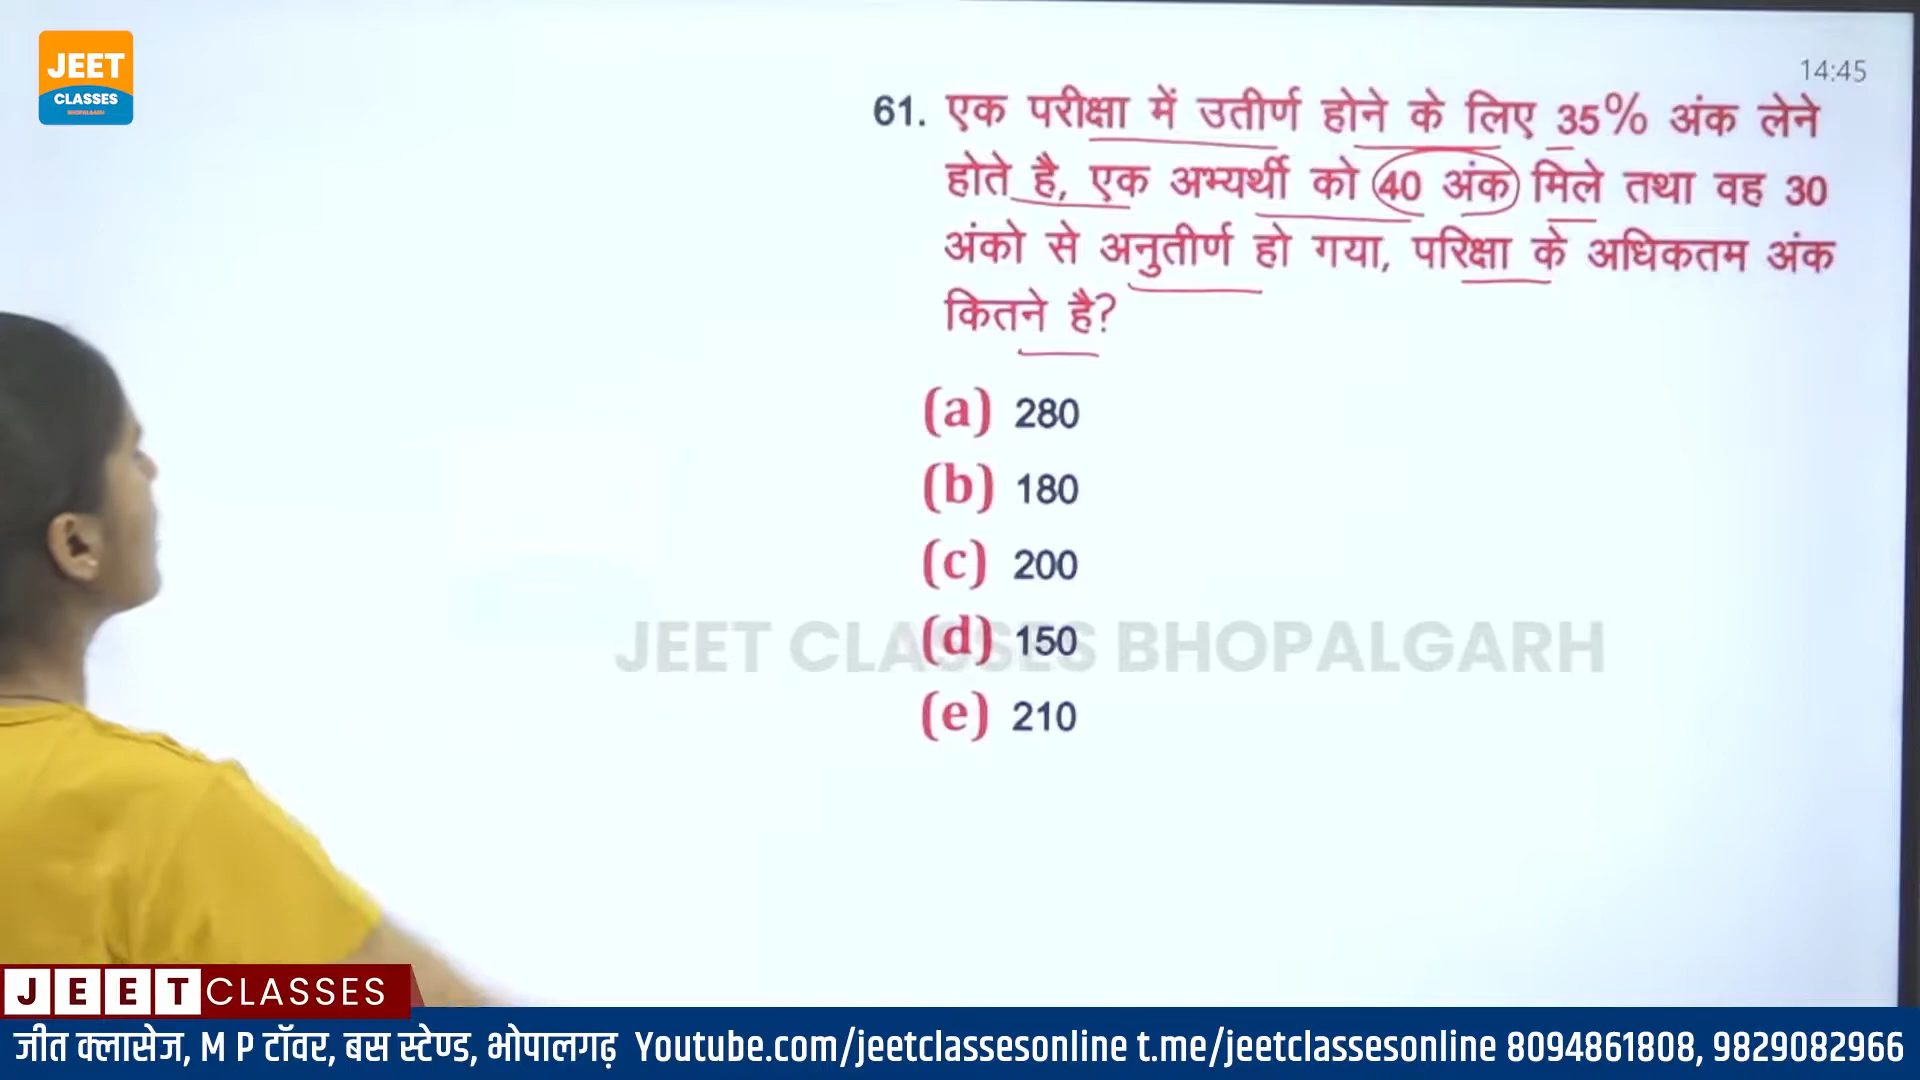 JEET
CLASSES
BHOPALGARH
14:45
61. एक परीक्षा में उतीर्ण होने के लिए 35% अंक लेने
होते है, एक अभ्यर्थी को 40 अंक मिले तथा वह 30
अंको से अनुतीर्ण हो गया, परिक्षा के अधिकतम अंक
कितने है?
(a) 280
(b) 180
(c) 200
(d) 150
(e) 210
JEET CLASSES BHOPALGARH
JEET CLASSES
जीत क्लासेज, M P टॉवर, बस स्टेण्ड, भोपालगढ़ Youtube.com/jeetclassesonline t.me/jeetclassesonline 8094861808, 9829082966